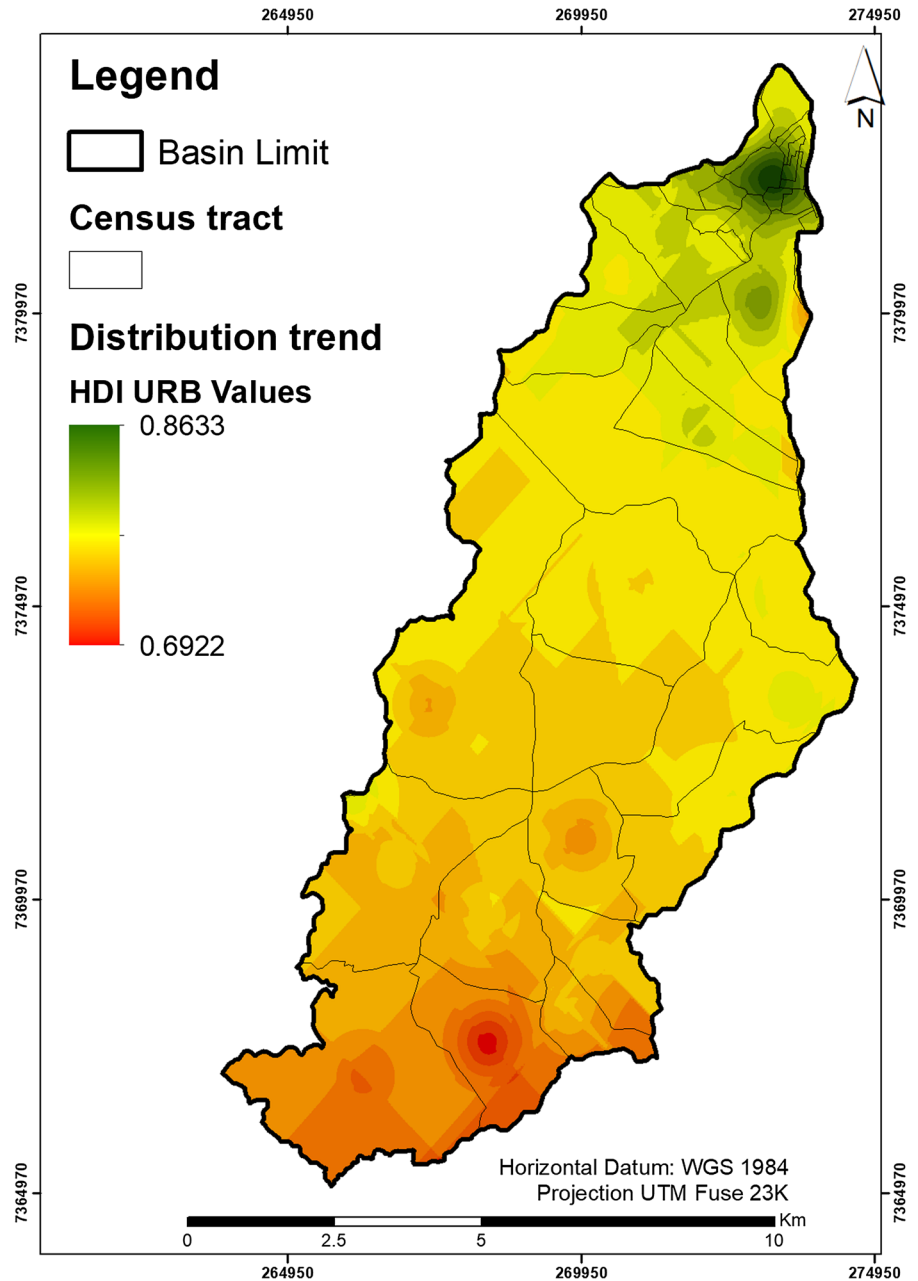 264950 269950 274950
Legend
N
Basin Limit
Census tract
7379970 7379970
Distribution trend
HDI URB Values
0.8633
7374970 7374970
0.6922
7369970 7369970
Horizontal Datum: WGS 1984
7364970 7364970
Projection UTM Fuse 23K
Km
0 2.5 5 10
264950 269950 274950